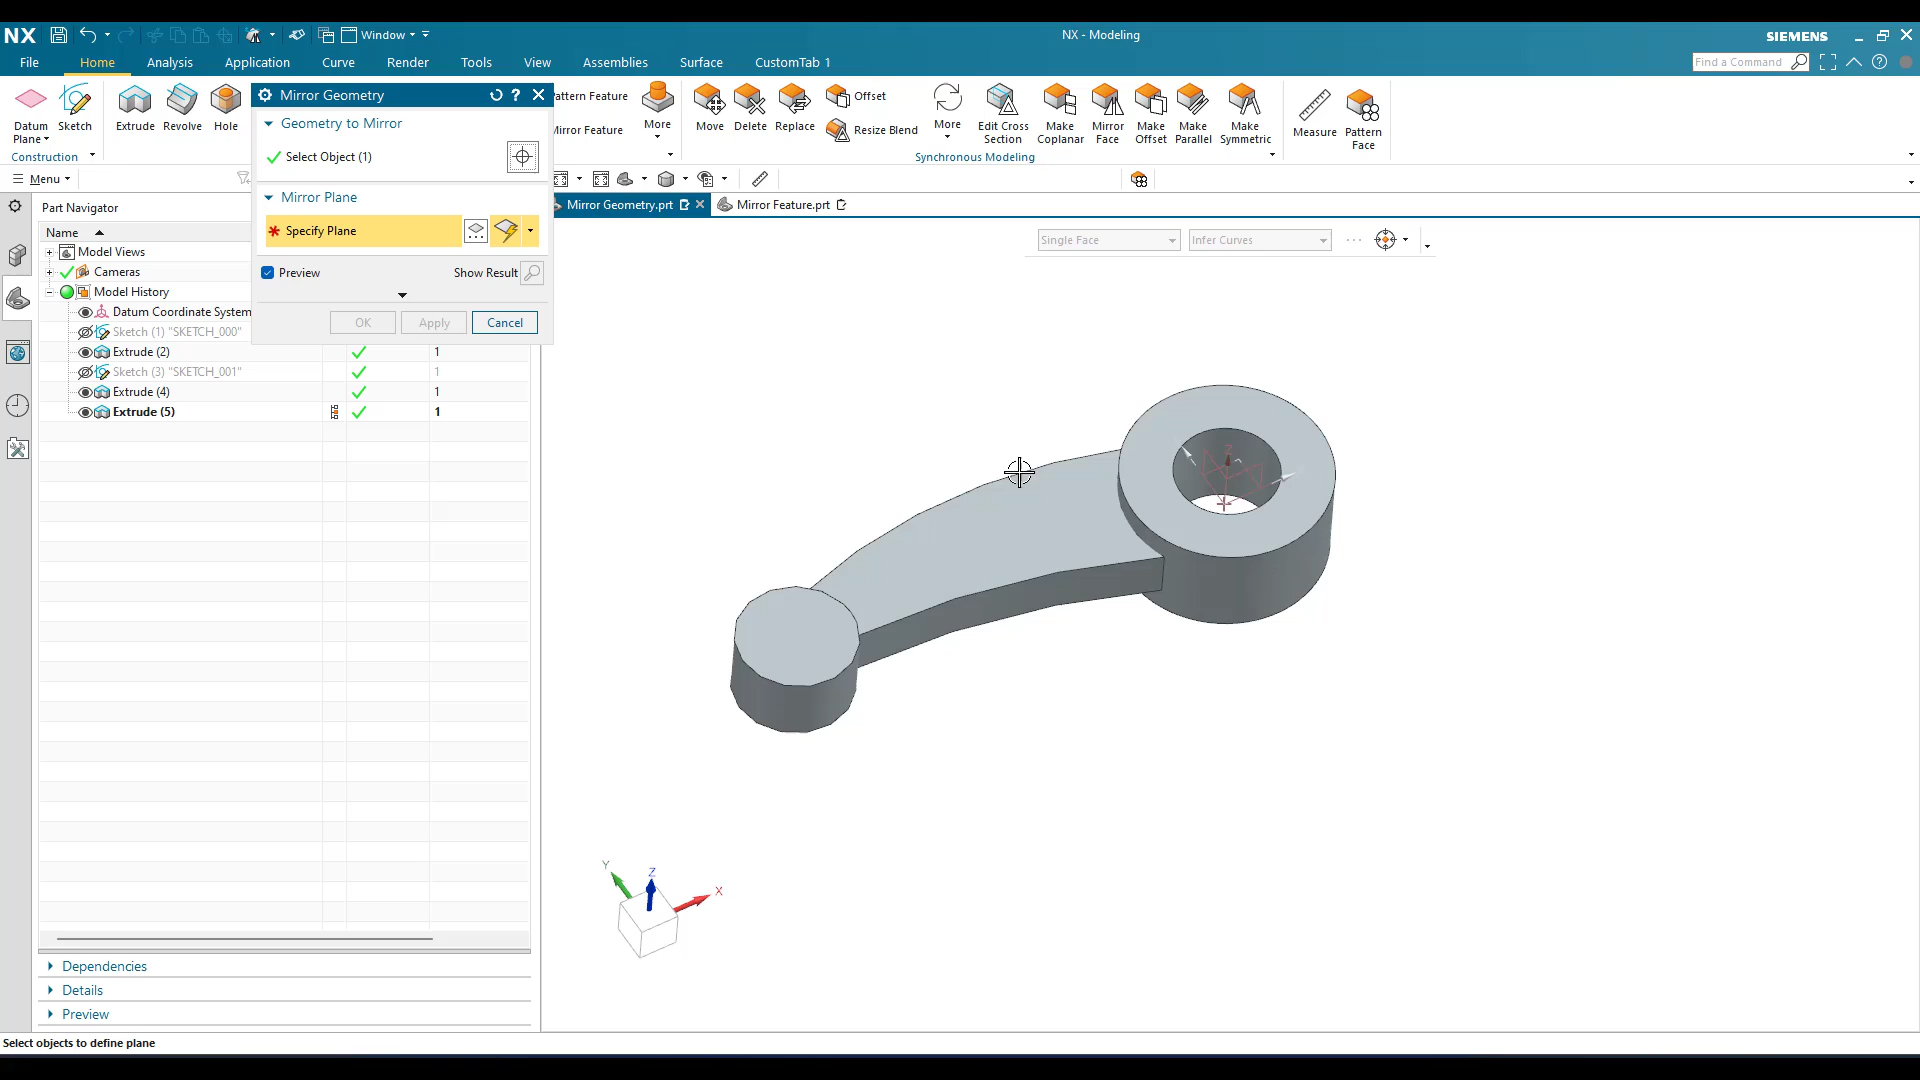 NX
Window
NX - Modeling
SIEMENS
File
Home
Analysis
Application
Curve
Render
Tools
View
Assemblies
Surface
CustomTab 1
Find a Command
Datum
Plane
Sketch
Extrude
Revolve
Hole
Construction
Mirror Geometry
Geometry to Mirror
Select Object (1)
Mirror Plane
Specify Plane
Preview
Show Result
OK
Apply
Cancel
attern Feature
Mirror Feature
More
Move
Delete
Replace
Offset
Resize Blend
More
Edit Cross
Section
Make
Coplanar
Mirror
Face
Make
Offset
Make
Parallel
Make
Symmetric
Synchronous Modeling
Measure
Pattern
Face
Menu
Mirror Geometry.prt
Mirror Feature.prt
Single Face
Infer Curves
Part Navigator
Name
Model Views
Cameras
Model History
Datum Coordinate System
Sketch (1) "SKETCH_000"
Extrude (2)
1
Sketch (3) "SKETCH_001"
1
Extrude (4)
1
Extrude (5)
1
Z
Y
Z
X
Dependencies
Details
Preview
Select objects to define plane